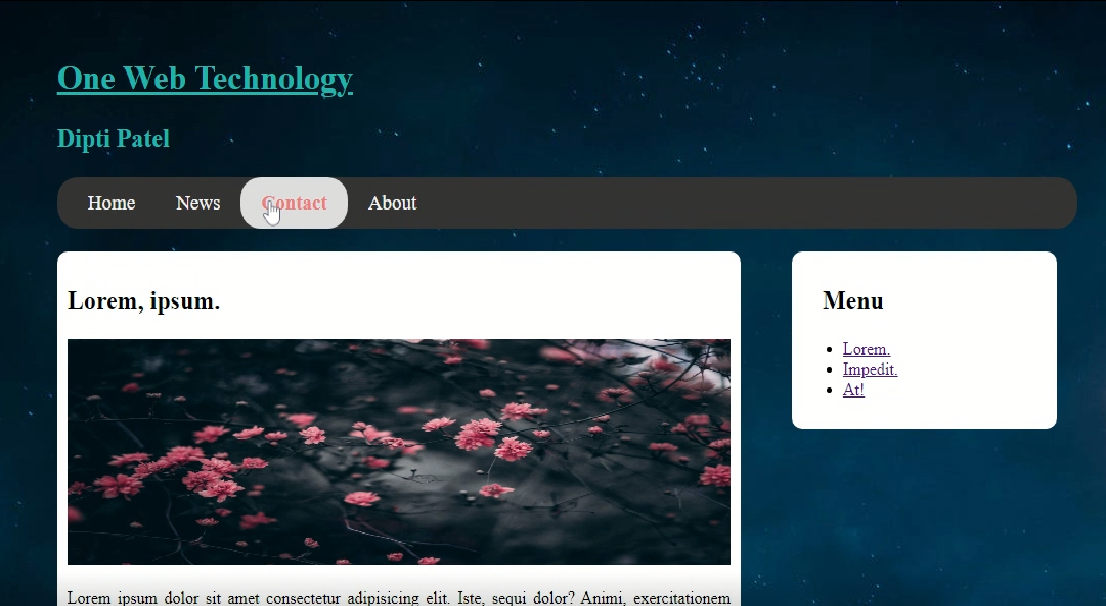 One Web Technology
Dipti Patel
Home News Contact About
Lorem, ipsum.
Lorem ipsum dolor sit amet consectetur adipisicing elit. Iste, sequi dolor? Animi, exercitationem
Menu
Lorem.
Impedit.
At!